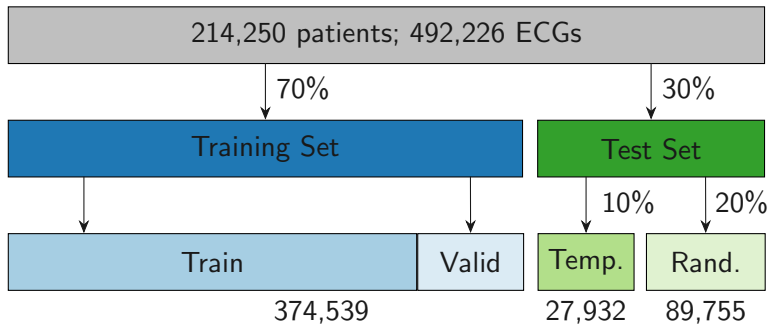 214,250 patients; 492,226 ECGs
70%
30%
Training Set
Test Set
10%
20%
Train
Valid
Temp.
Rand.
374,539
27,932
89,755